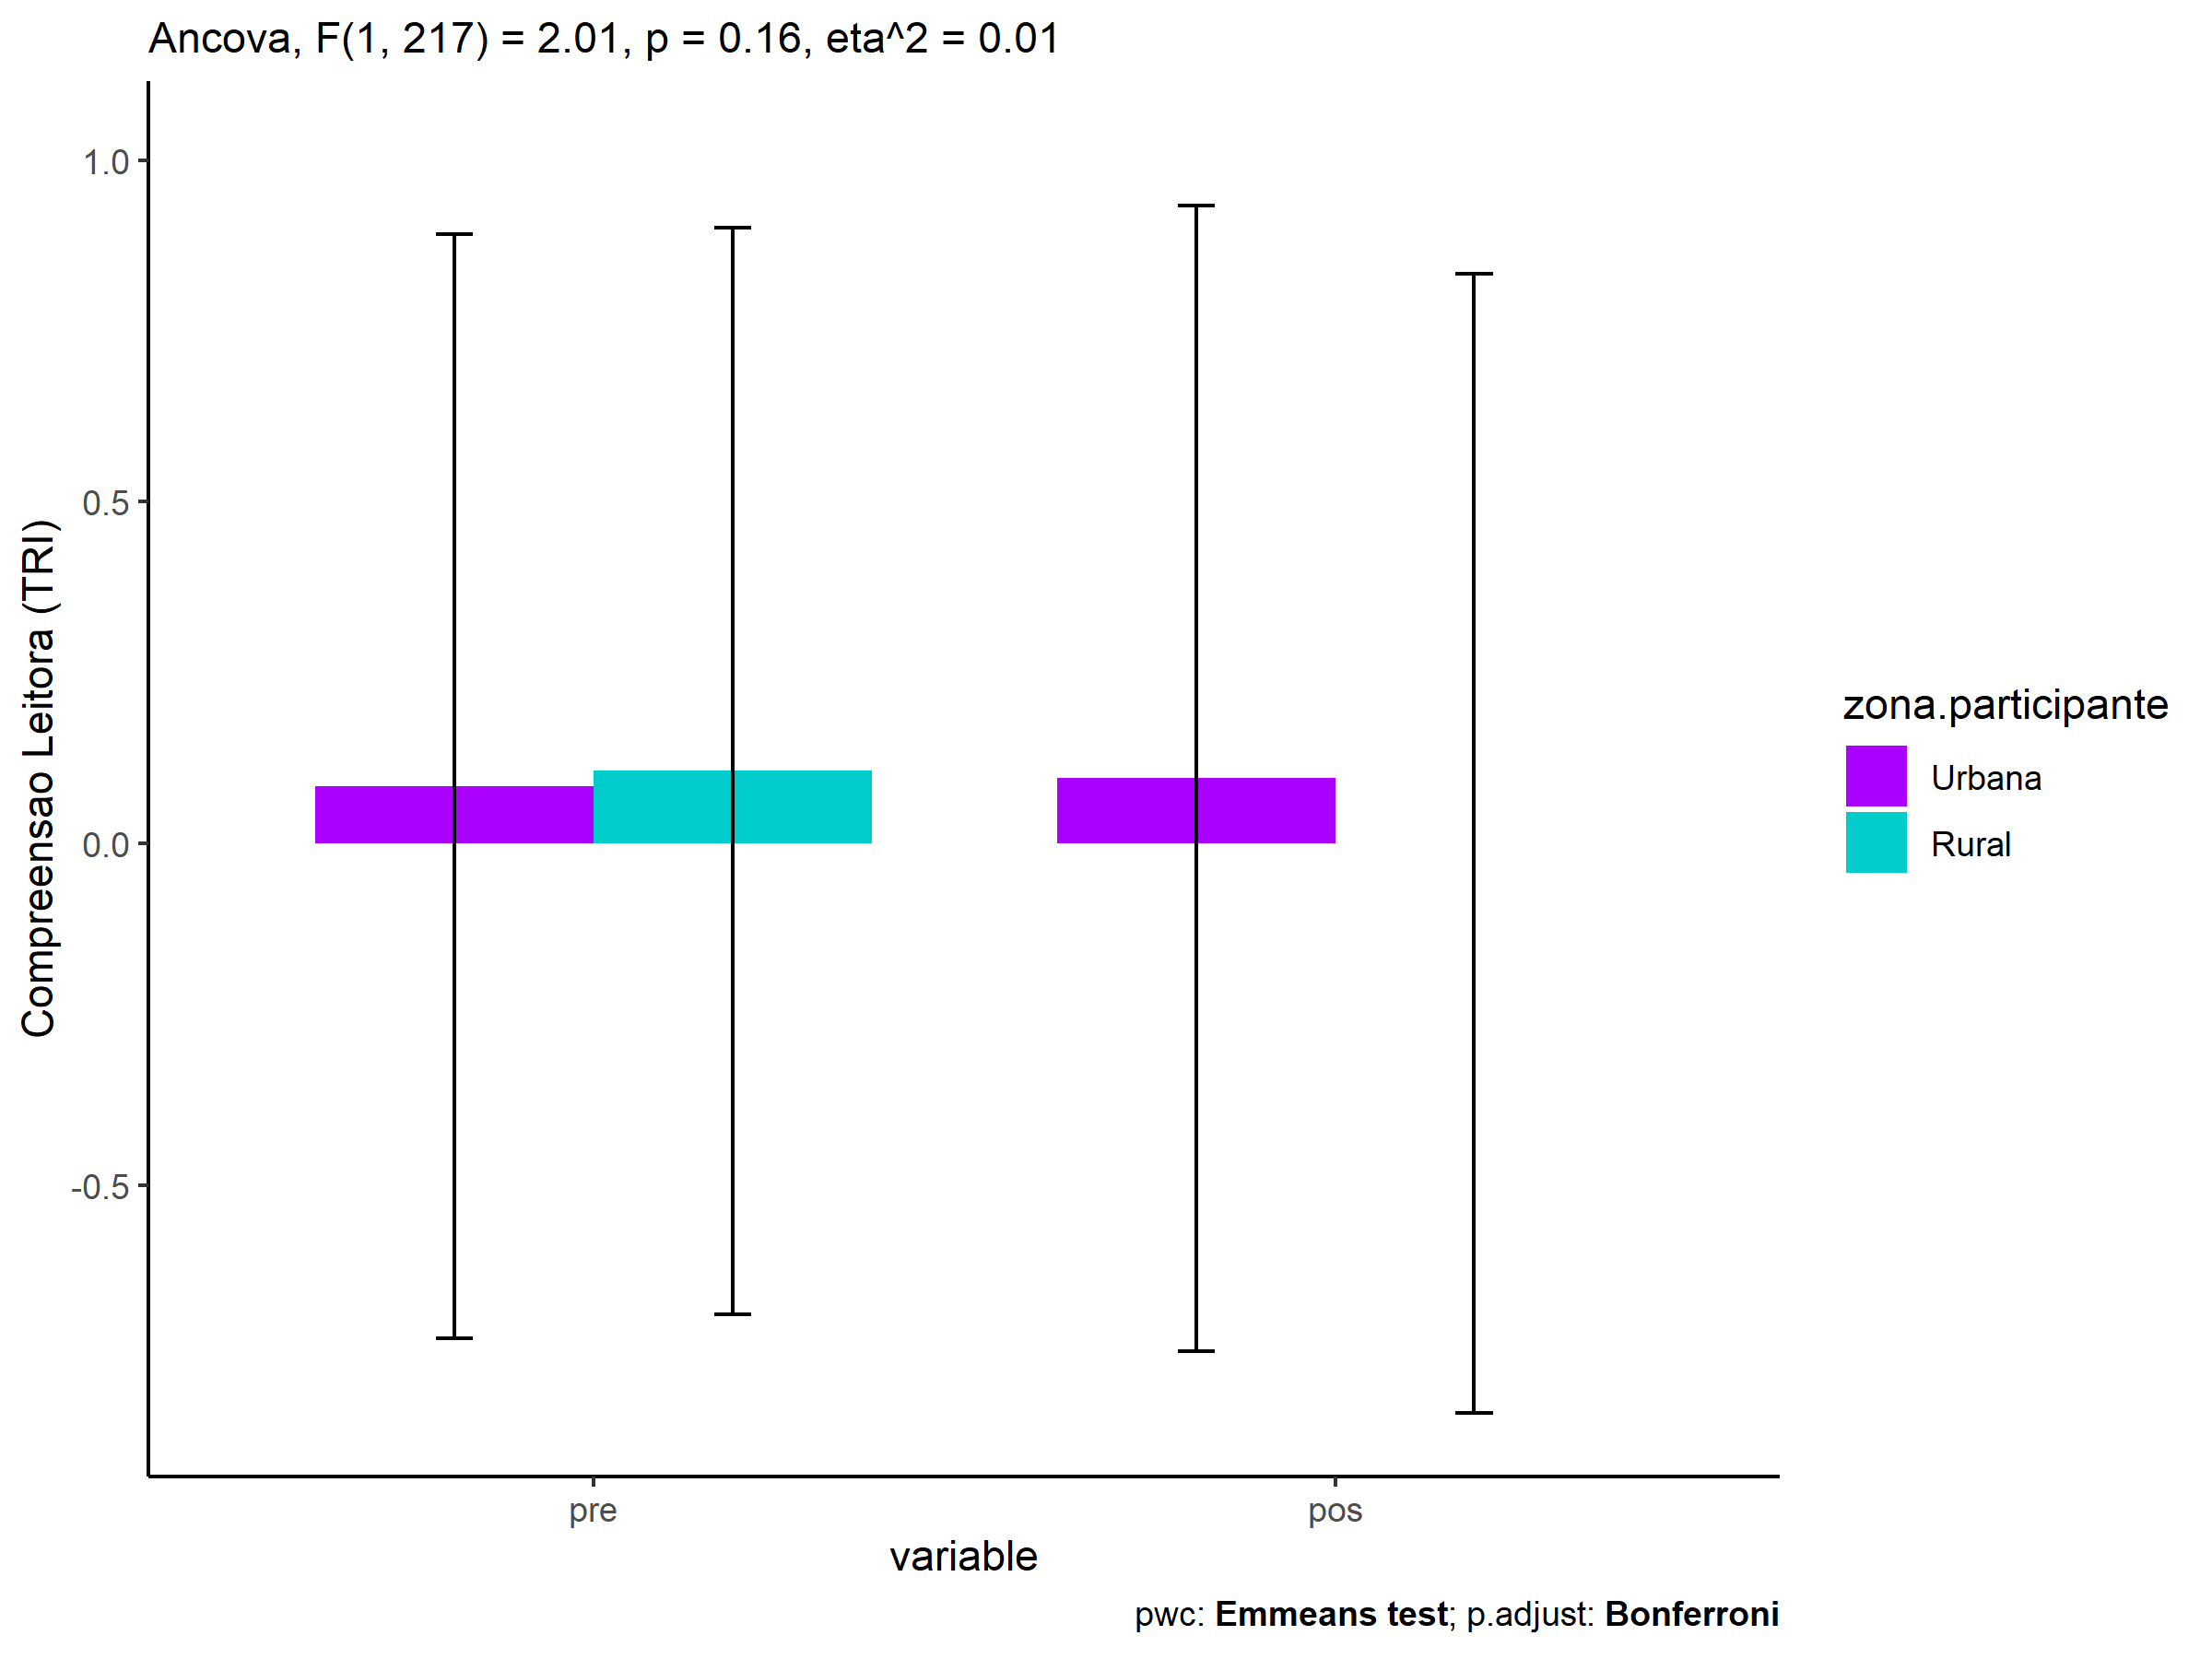 Ancova, F(1, 217) = 2.01, p = 0.16, eta^2 = 0.01
1.0
0.5
0.0
-0.5
Compreensao Leitora (TRI)
pre
pos
variable
zona.participante
Urbana
Rural
pwc: Emmeans test; p.adjust: Bonferroni